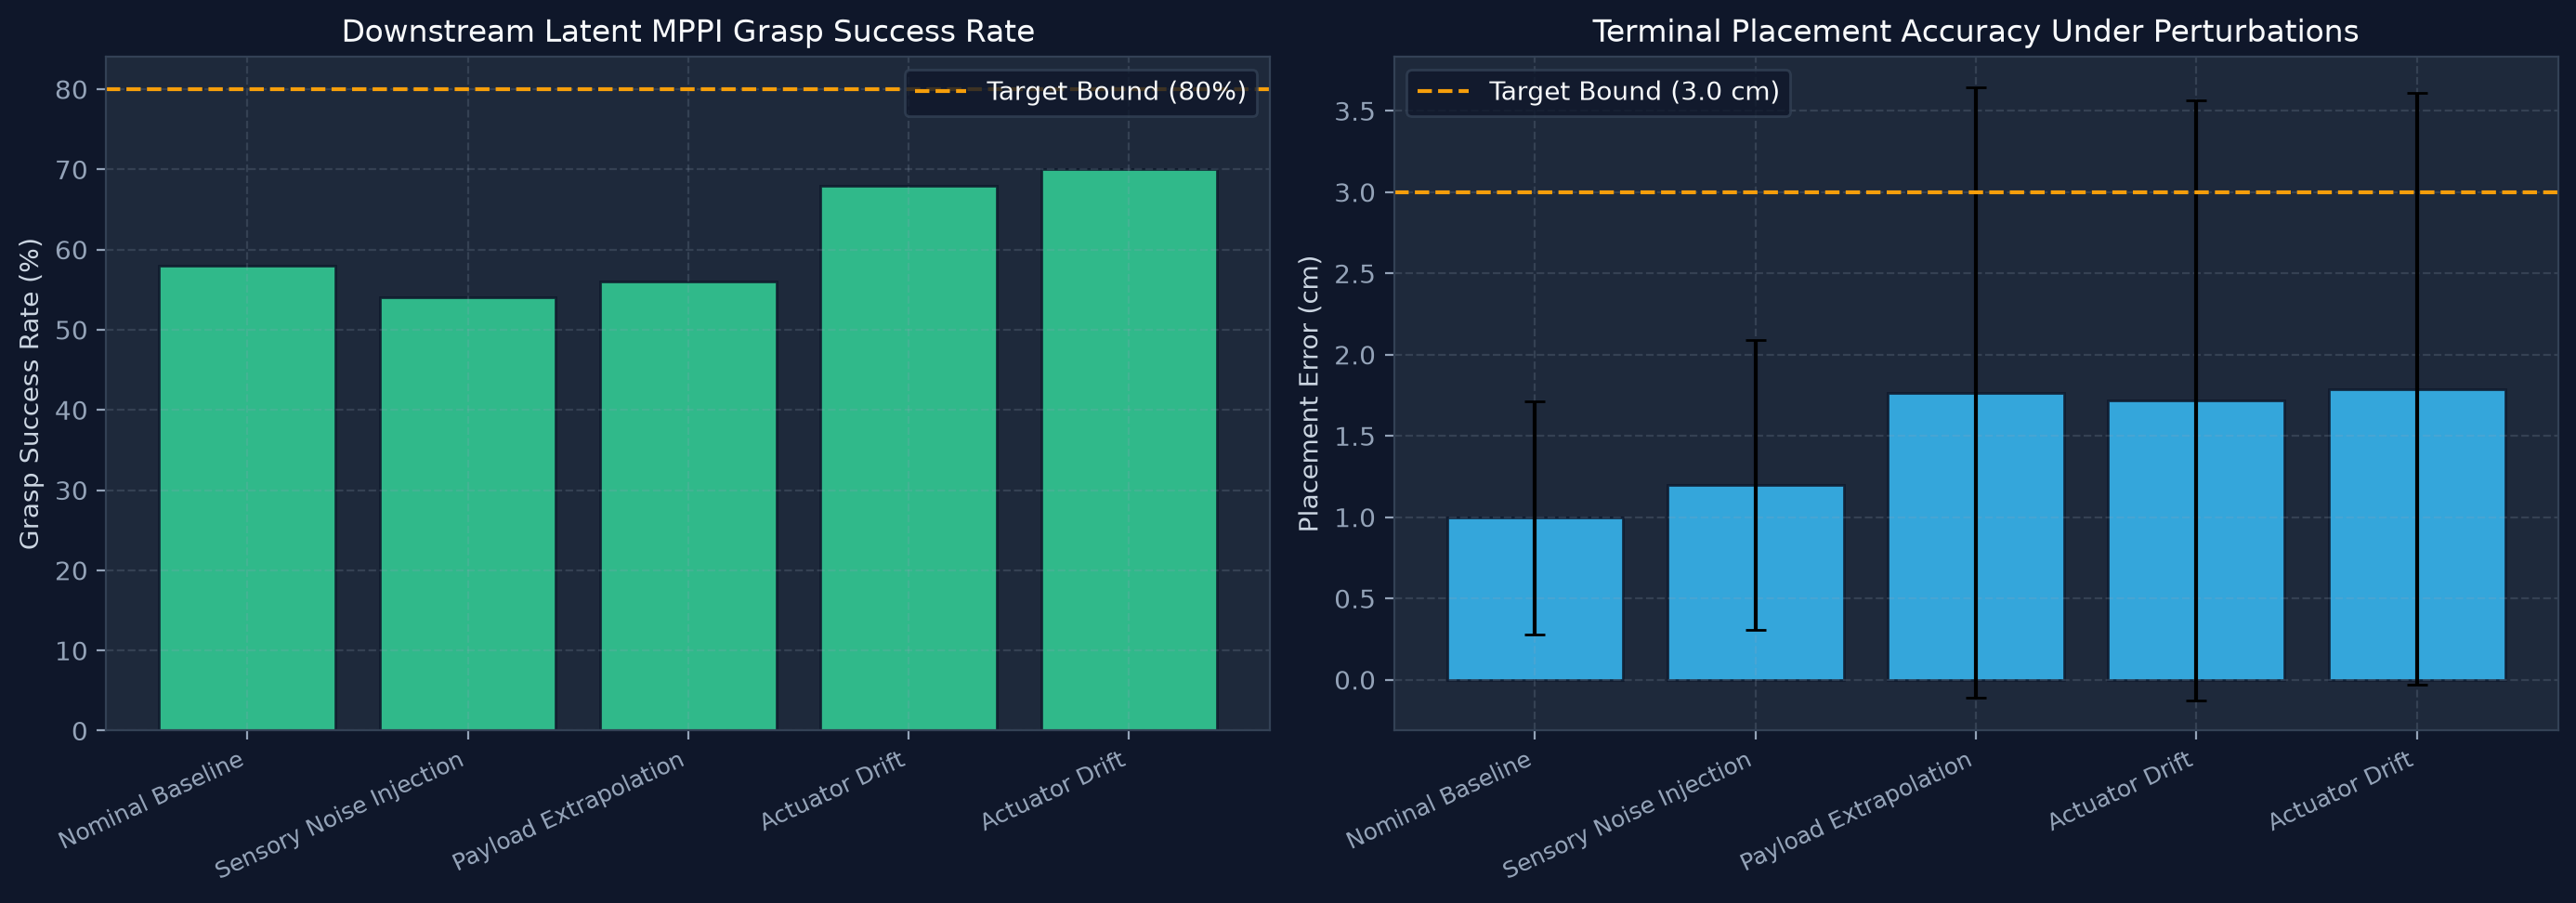 Downstream Latent MPPI Grasp Success Rate
Target Bound (80%)
Grasp Success Rate (%)
80
70
60
50
40
30
20
10
0
Nominal Baseline
Sensory Noise Injection
Payload Extrapolation
Actuator Drift
Actuator Drift
Terminal Placement Accuracy Under Perturbations
Target Bound (3.0 cm)
Placement Error (cm)
3.5
3.0
2.5
2.0
1.5
1.0
0.5
0.0
Nominal Baseline
Sensory Noise Injection
Payload Extrapolation
Actuator Drift
Actuator Drift